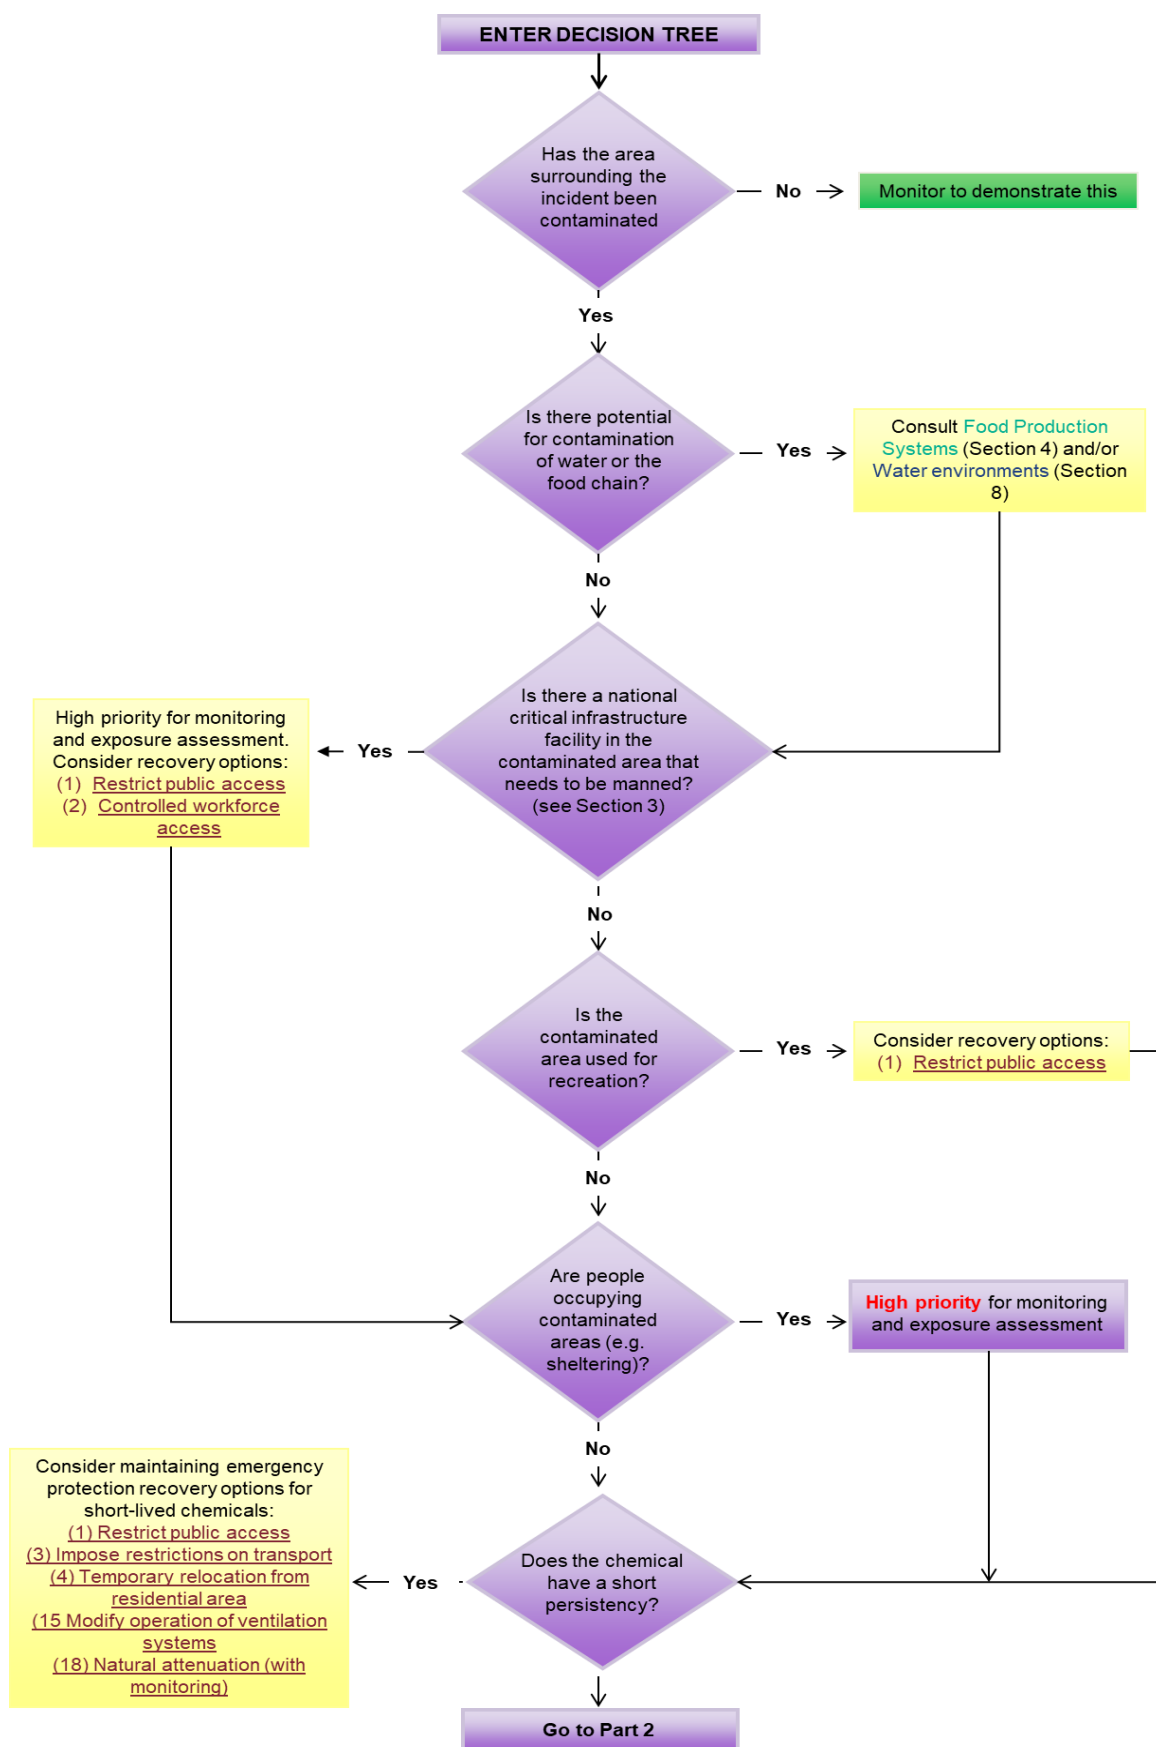 ENTER DECISION TREE
Has the area
surrounding the
incident been
contaminated
No
Monitor to demonstrate this
Yes
Is there potential
for contamination
of water or the
food chain?
Yes
Consult Food Production
Systems (Section 4) and/or
Water environments (Section
8)
No
Is there a national
critical infrastructure
facility in the
contaminated area that
needs to be manned?
(see Section 3)
Yes
High priority for monitoring
and exposure assessment.
Consider recovery options:
(1) Restrict public access
(2) Controlled workforce
access
No
Is the
contaminated
area used for
recreation?
Yes
Consider recovery options:
(1) Restrict public access
No
Are people
occupying
contaminated
areas (e.g.
sheltering)?
Yes
High priority for monitoring
and exposure assessment
No
Does the chemical
have a short
persistency?
Yes
Consider maintaining emergency
protection recovery options for
short-lived chemicals:
(1) Restrict public access
(3) Impose restrictions on transport
(4) Temporary relocation from
residential area
(15 Modify operation of ventilation
systems
(18) Natural attenuation (with
monitoring)
Go to Part 2